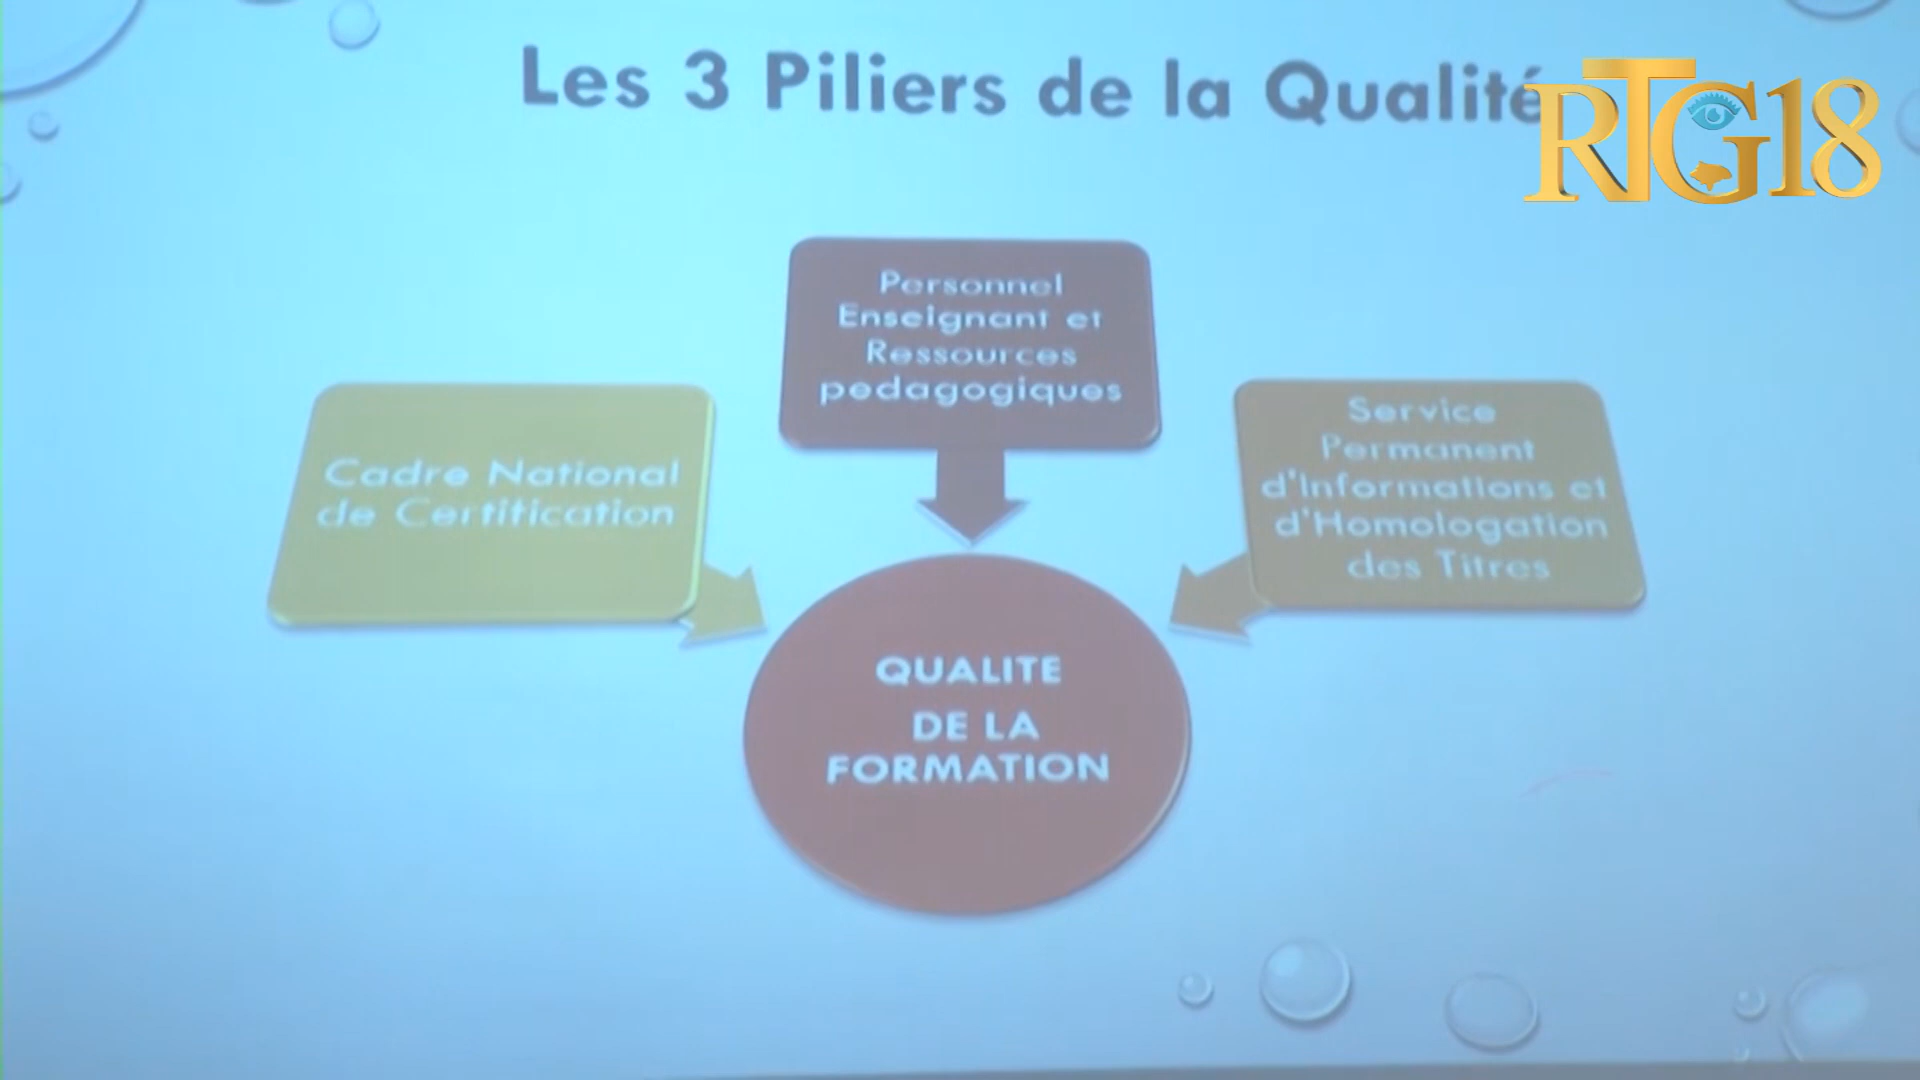 Les 3 Piliers de la Qualité
RTG18
Personnel
Enseignant et
Ressources
pedagogiques
Cadre National
de Certification
Service
Permanent
d'Informations et
d'Homologation
des Titres
QUALITE
DE LA
FORMATION